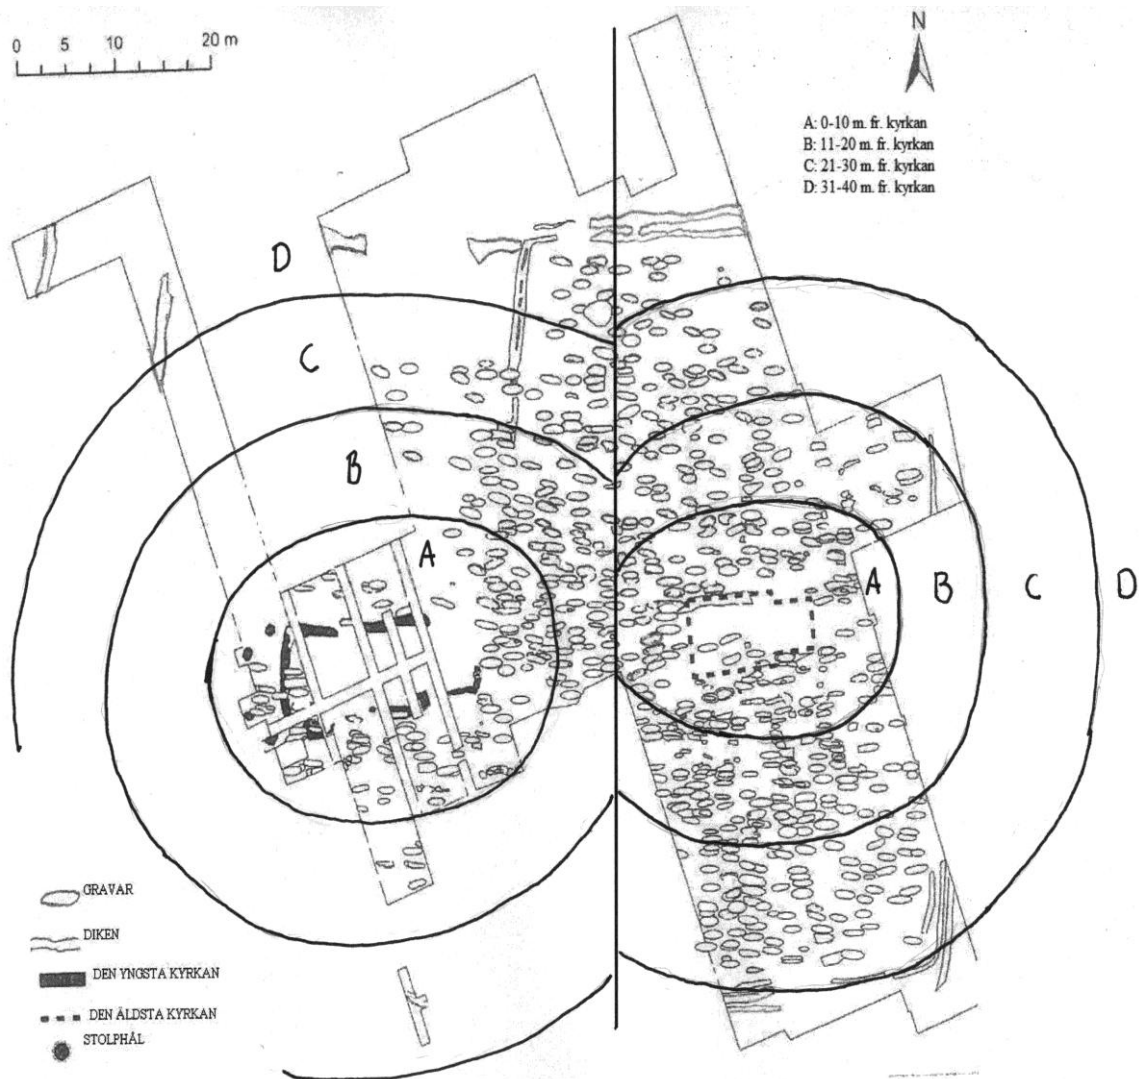 0 5 10 20 m
N
A: 0-10 m. fr. kyrkan
B: 11-20 m. fr. kyrkan
C: 21-30 m. fr. kyrkan
D: 31-40 m. fr. kyrkan
D
C
B
A
A B C D
GRAVAR
DIKEN
DEN YNGSTA KYRKAN
DEN ÄLDSTA KYRKAN
STOLPHÅL